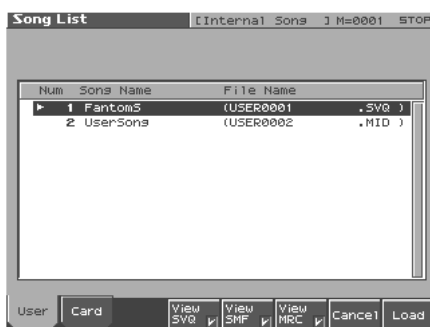 Song List [Internal Song ] M=0001 STOP
Num Song Name File Name
1 FantomS (USER0001 .SVQ )
2 UserSong (USER0002 .MID )
User Card View SVQ View SMF View MRC Cancel Load